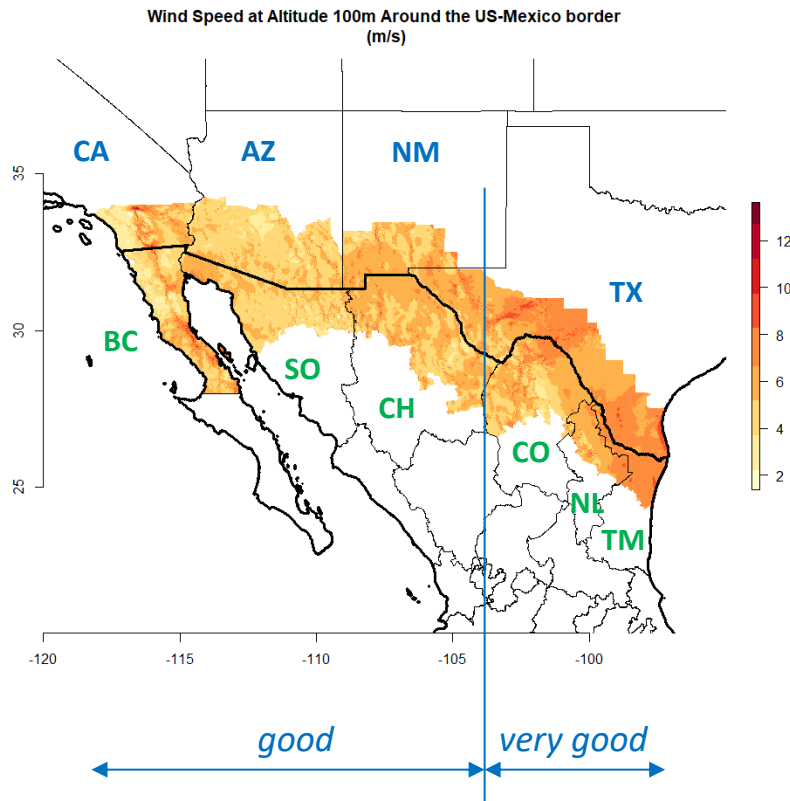 Wind Speed at Altitude 100m Around the US-Mexico border
(m/s)
CA
AZ
NM
TX
BC
SO
CH
CO
NL
TM
35
30
25
-120
-115
-110
-105
-100
12
10
8
6
4
2
good
very good